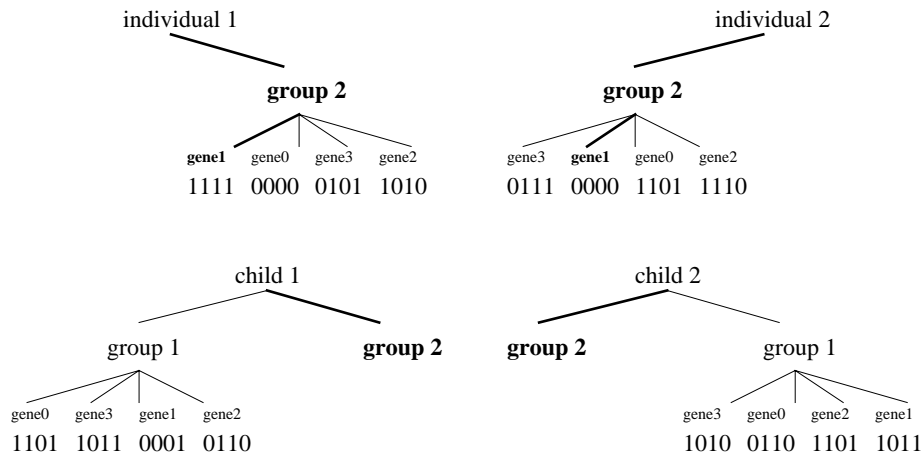 individual 1 individual 2
group 2 group 2
gene1 gene0 gene3 gene2 gene3 gene1 gene0 gene2
1111 0000 0101 1010 0111 0000 1101 1110
child 1 child 2
group 1 group 2 group 2 group 1
gene0 gene3 gene1 gene2 gene3 gene0 gene2 gene1
1101 1011 0001 0110 1010 0110 1101 1011